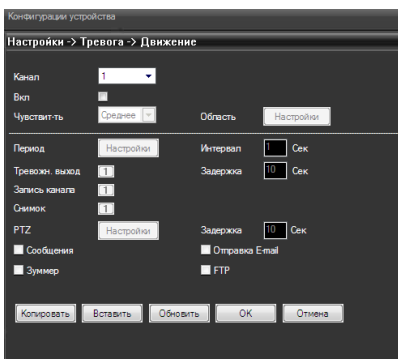 Конфигурации устройства
Настройки -> Тревога -> Движение
Канал 1
Вкл
Чувствит-ть Среднее Область Настройки
Период Настройки Интервал 1 Сек
Тревожн. выход 1 Задержка 10 Сек
Запись канала 1
Снимок 1
PTZ Настройки Задержка 10 Сек
Сообщения Отправка E-mail
Зуммер FTP
Копировать Вставить Обновить OK Отмена